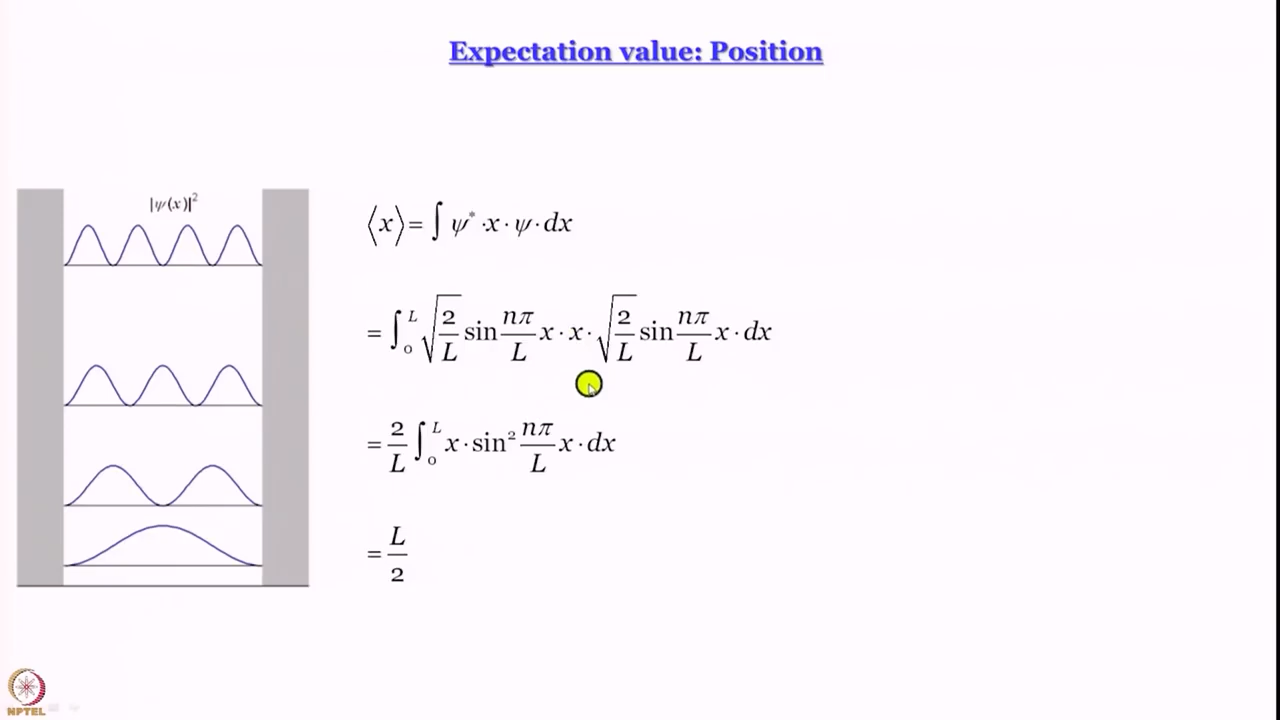 Expectation value: Position
|ψ(x)|²
⟨x⟩ = ∫ ψ* · x · ψ · dx
= ∫₀ᴸ √(2/L) sin (nπ/L) x · x · √(2/L) sin (nπ/L) x · dx
= (2/L) ∫₀ᴸ x · sin² (nπ/L) x · dx
= L/2
NPTEL